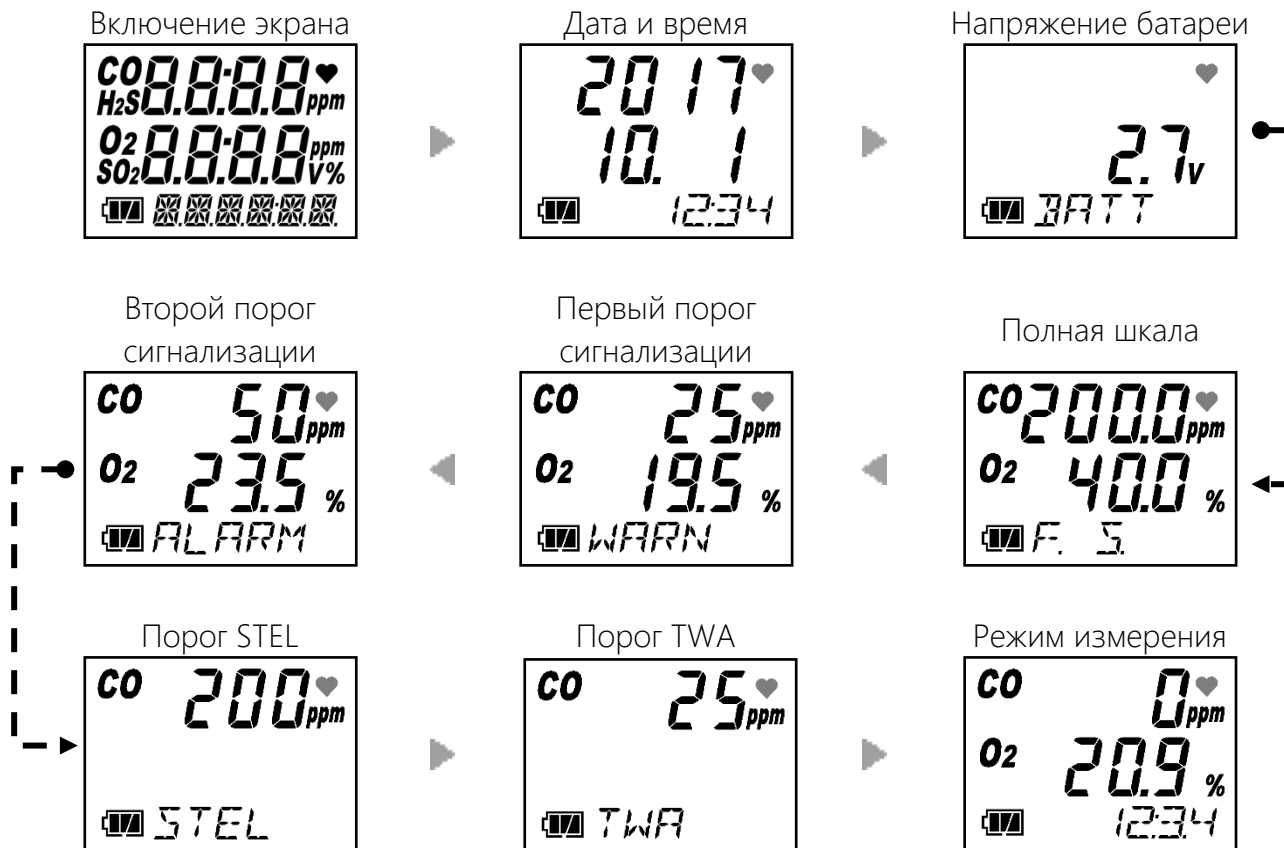 Включение экрана
CO 8.8:8.8
H2S ppm
O2 8.8:8.8 ppm
SO2 V%
Дата и время
2017
10. 1
12:34
Напряжение батареи
2.7V
BATT
Второй порог
сигнализации
CO 50 ppm
O2 23.5 %
ALARM
Первый порог
сигнализации
CO 25 ppm
O2 19.5 %
WARN
Полная шкала
CO 200.0 ppm
O2 40.0 %
F. S.
Порог STEL
CO 200 ppm
STEL
Порог TWA
CO 25 ppm
TWA
Режим измерения
CO 0 ppm
O2 20.9 %
12:34